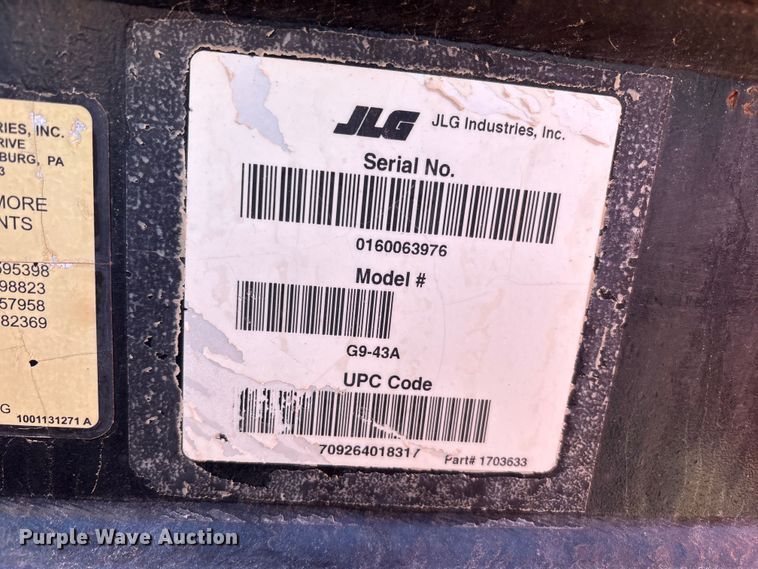 RIES, INC.
RIVE
BURG, PA
3
MORE
NTS
595398
98823
57958
82369
G
1001131271 A
JLG JLG Industries, Inc.
Serial No.
0160063976
Model #
G9-43A
UPC Code
709264018317
Part# 1703633
Purple Wave Auction